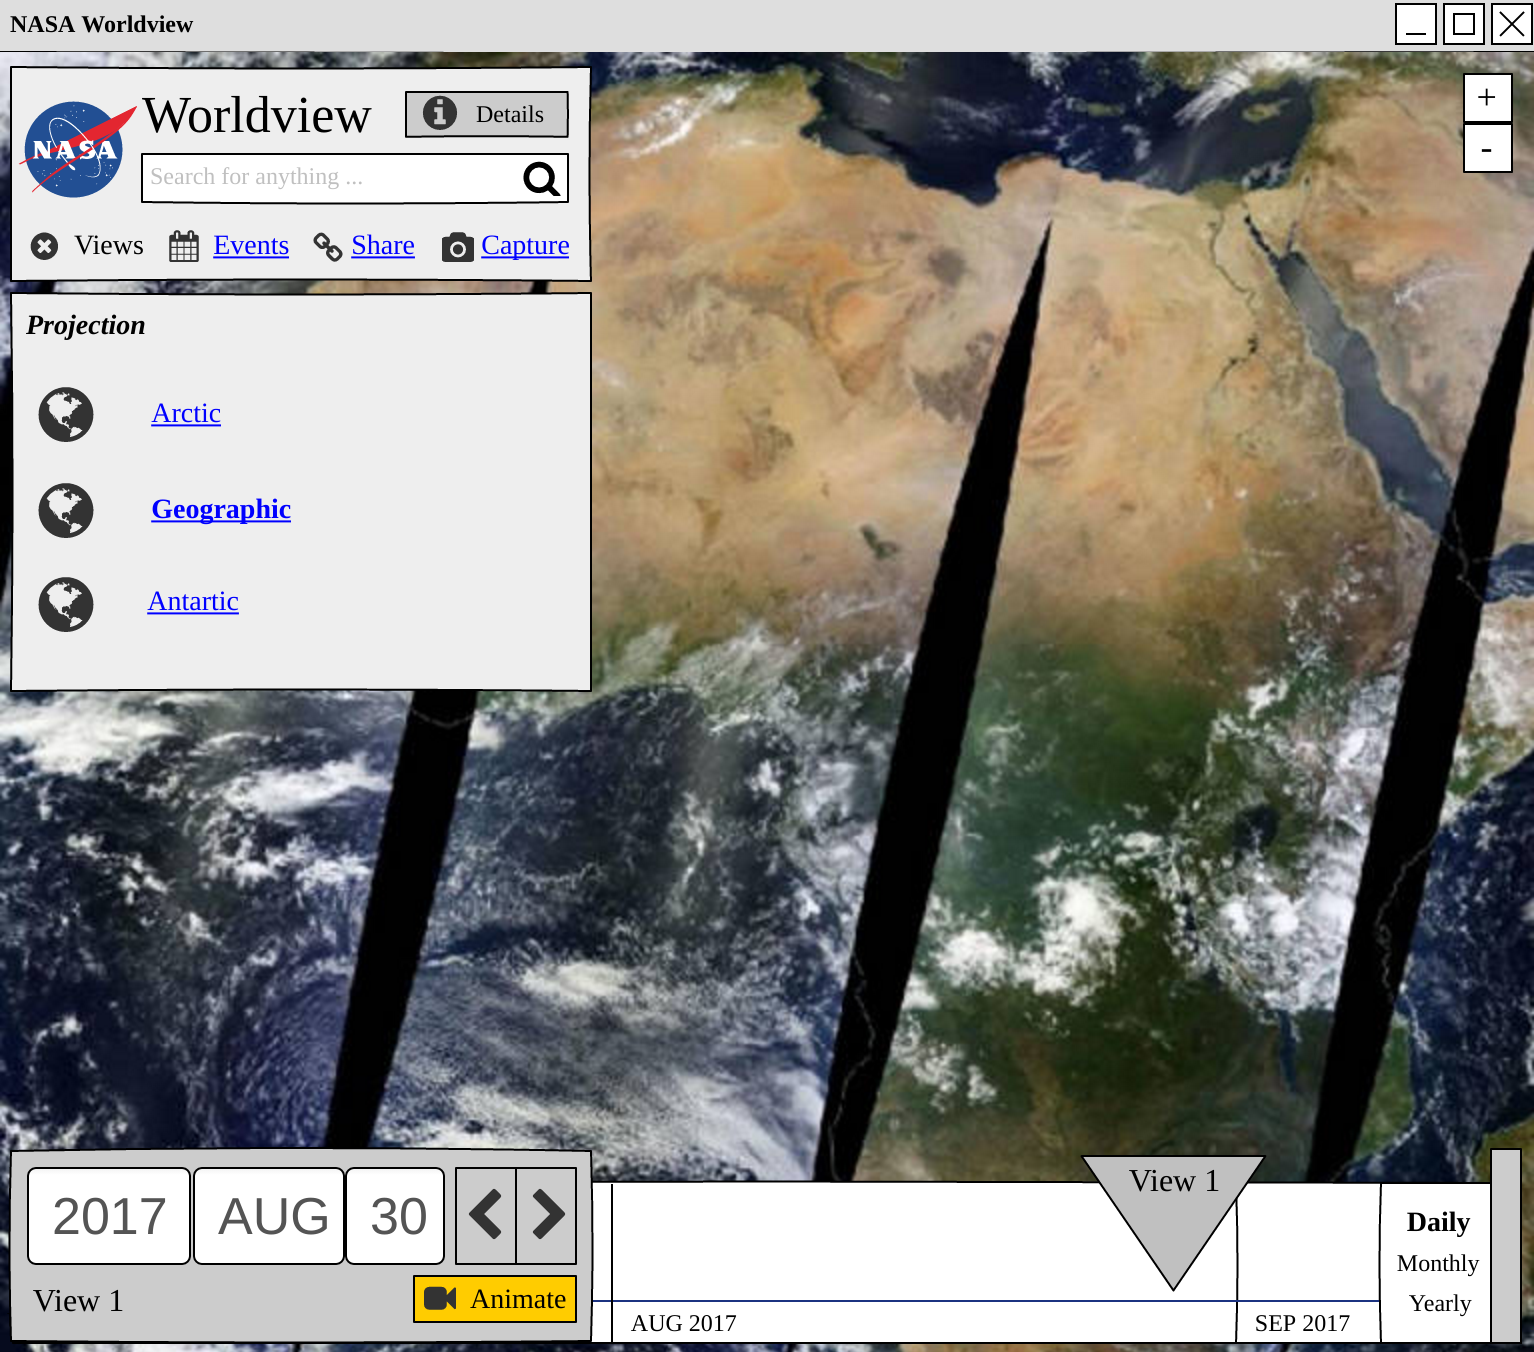 NASA Worldview
+
-
NASA
Worldview
Details
Search for anything ...
Views
Events
Share
Capture
Projection
Arctic
Geographic
Antartic
2017
AUG
30
View 1
Animate
View 1
AUG 2017
SEP 2017
Daily
Monthly
Yearly